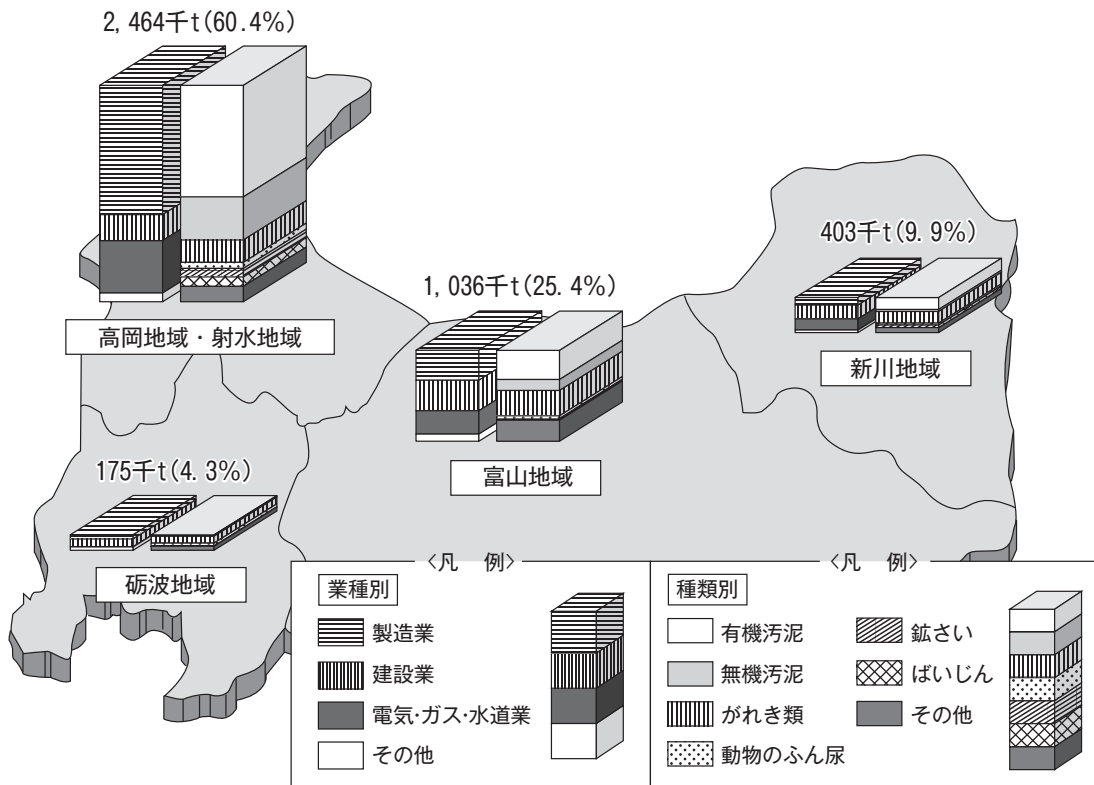 2,464千t(60.4%)
高岡地域・射水地域
1,036千t(25.4%)
富山地域
403千t(9.9%)
新川地域
175千t(4.3%)
砺波地域
〈凡 例〉
業種別
製造業
建設業
電気・ガス・水道業
その他
〈凡 例〉
種類別
有機汚泥
無機汚泥
がれき類
動物のふん尿
鉱さい
ばいじん
その他